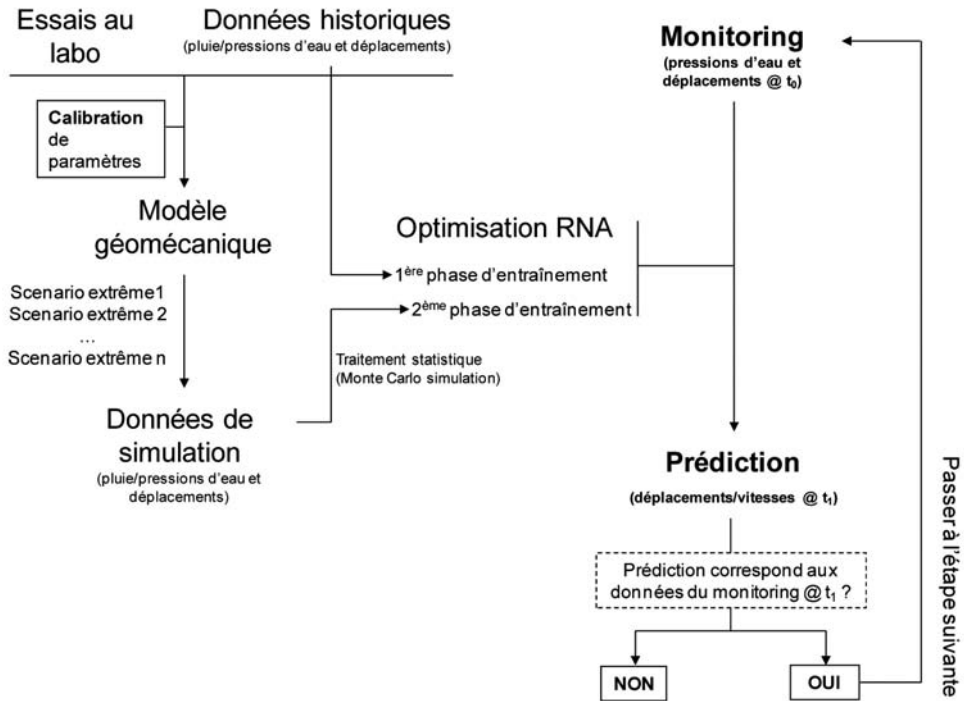 Essais au
labo
Données historiques
(pluie/pressions d'eau et déplacements)
Calibration
de
paramètres
Modèle
géomécanique
Scenario extrême1
Scenario extrême 2
...
Scenario extrême n
Données de
simulation
(pluie/pressions d'eau et
déplacements)
Optimisation RNA
1ère phase d'entraînement
2ème phase d'entraînement
Traitement statistique
(Monte Carlo simulation)
Monitoring
(pressions d'eau et
déplacements @ t0)
Prédiction
(déplacements/vitesses @ t1)
Prédiction correspond aux
données du monitoring @ t1 ?
NON
OUI
Passer à l'étape suivante